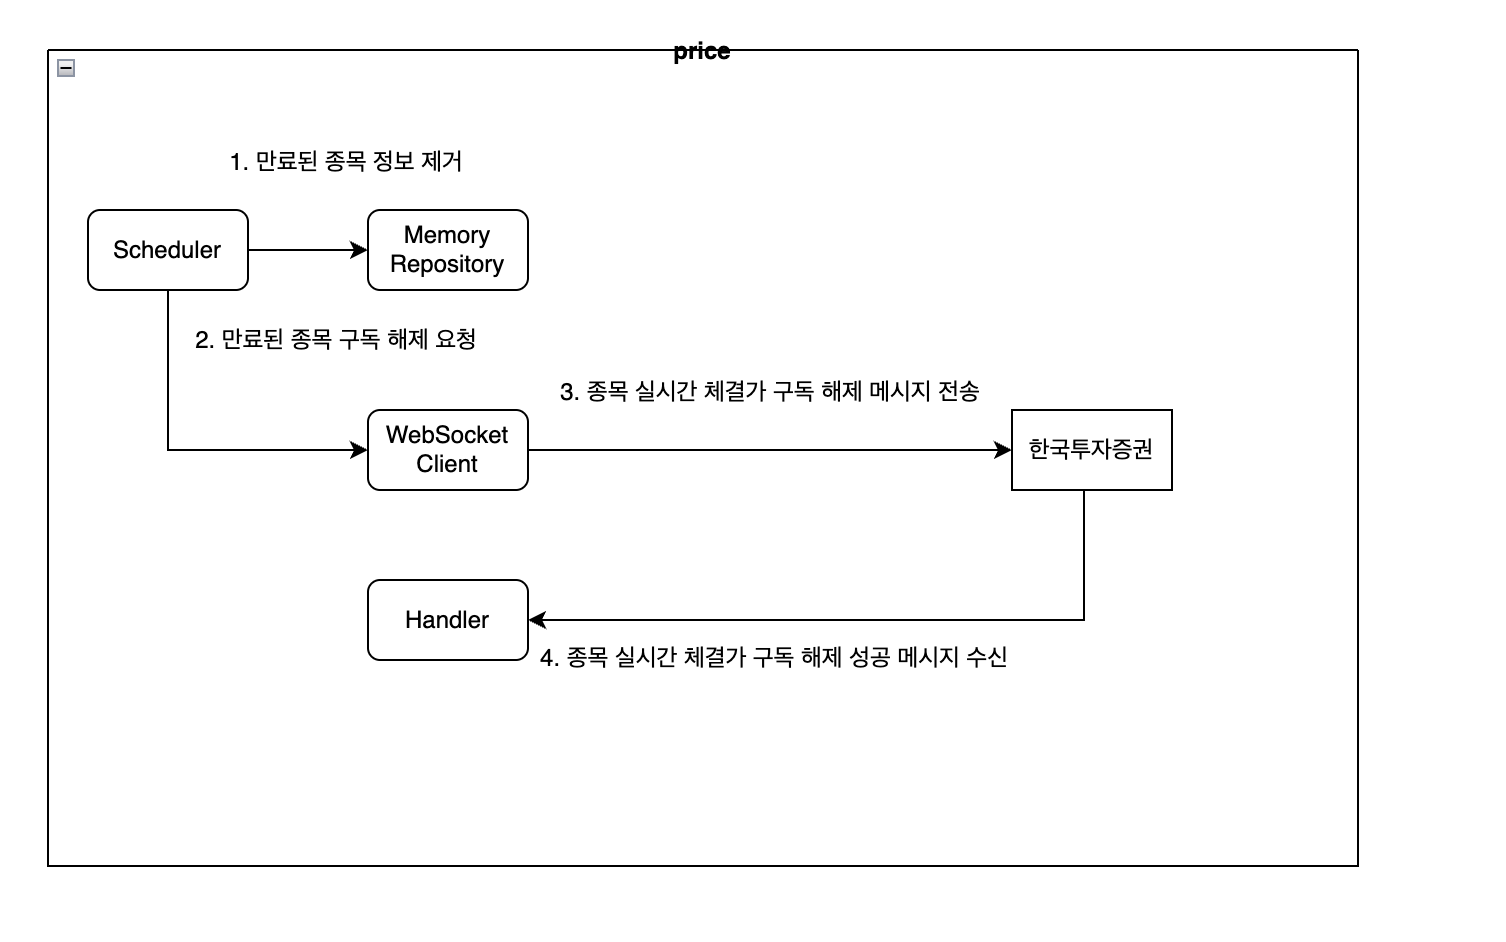 price
1. 만료된 종목 정보 제거
Scheduler
Memory
Repository
2. 만료된 종목 구독 해제 요청
3. 종목 실시간 체결가 구독 해제 메시지 전송
WebSocket
Client
한국투자증권
Handler
4. 종목 실시간 체결가 구독 해제 성공 메시지 수신